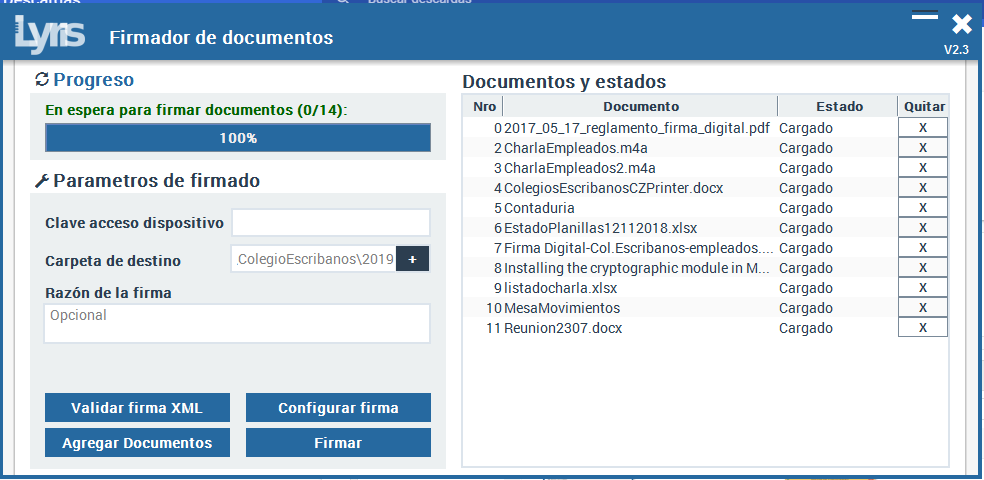 Buscar descargas
Lyris
Firmador de documentos
V2.3
Progreso
En espera para firmar documentos (0/14):
100%
Parametros de firmado
Clave acceso dispositivo
Carpeta de destino .ColegioEscribanos\2019 +
Razón de la firma
Opcional
Validar firma XML Configurar firma
Agregar Documentos Firmar
Documentos y estados
Nro Documento Estado Quitar
0 2017_05_17_reglamento_firma_digital.pdf Cargado X
2 CharlaEmpleados.m4a Cargado X
3 CharlaEmpleados2.m4a Cargado X
4 ColegiosEscribanosCZPrinter.docx Cargado X
5 Contaduria Cargado X
6 EstadoPlanillas12112018.xlsx Cargado X
7 Firma Digital-Col.Escribanos-empleados.... Cargado X
8 Installing the cryptographic module in M... Cargado X
9 listadocharla.xlsx Cargado X
10 MesaMovimientos Cargado X
11 Reunion2307.docx Cargado X